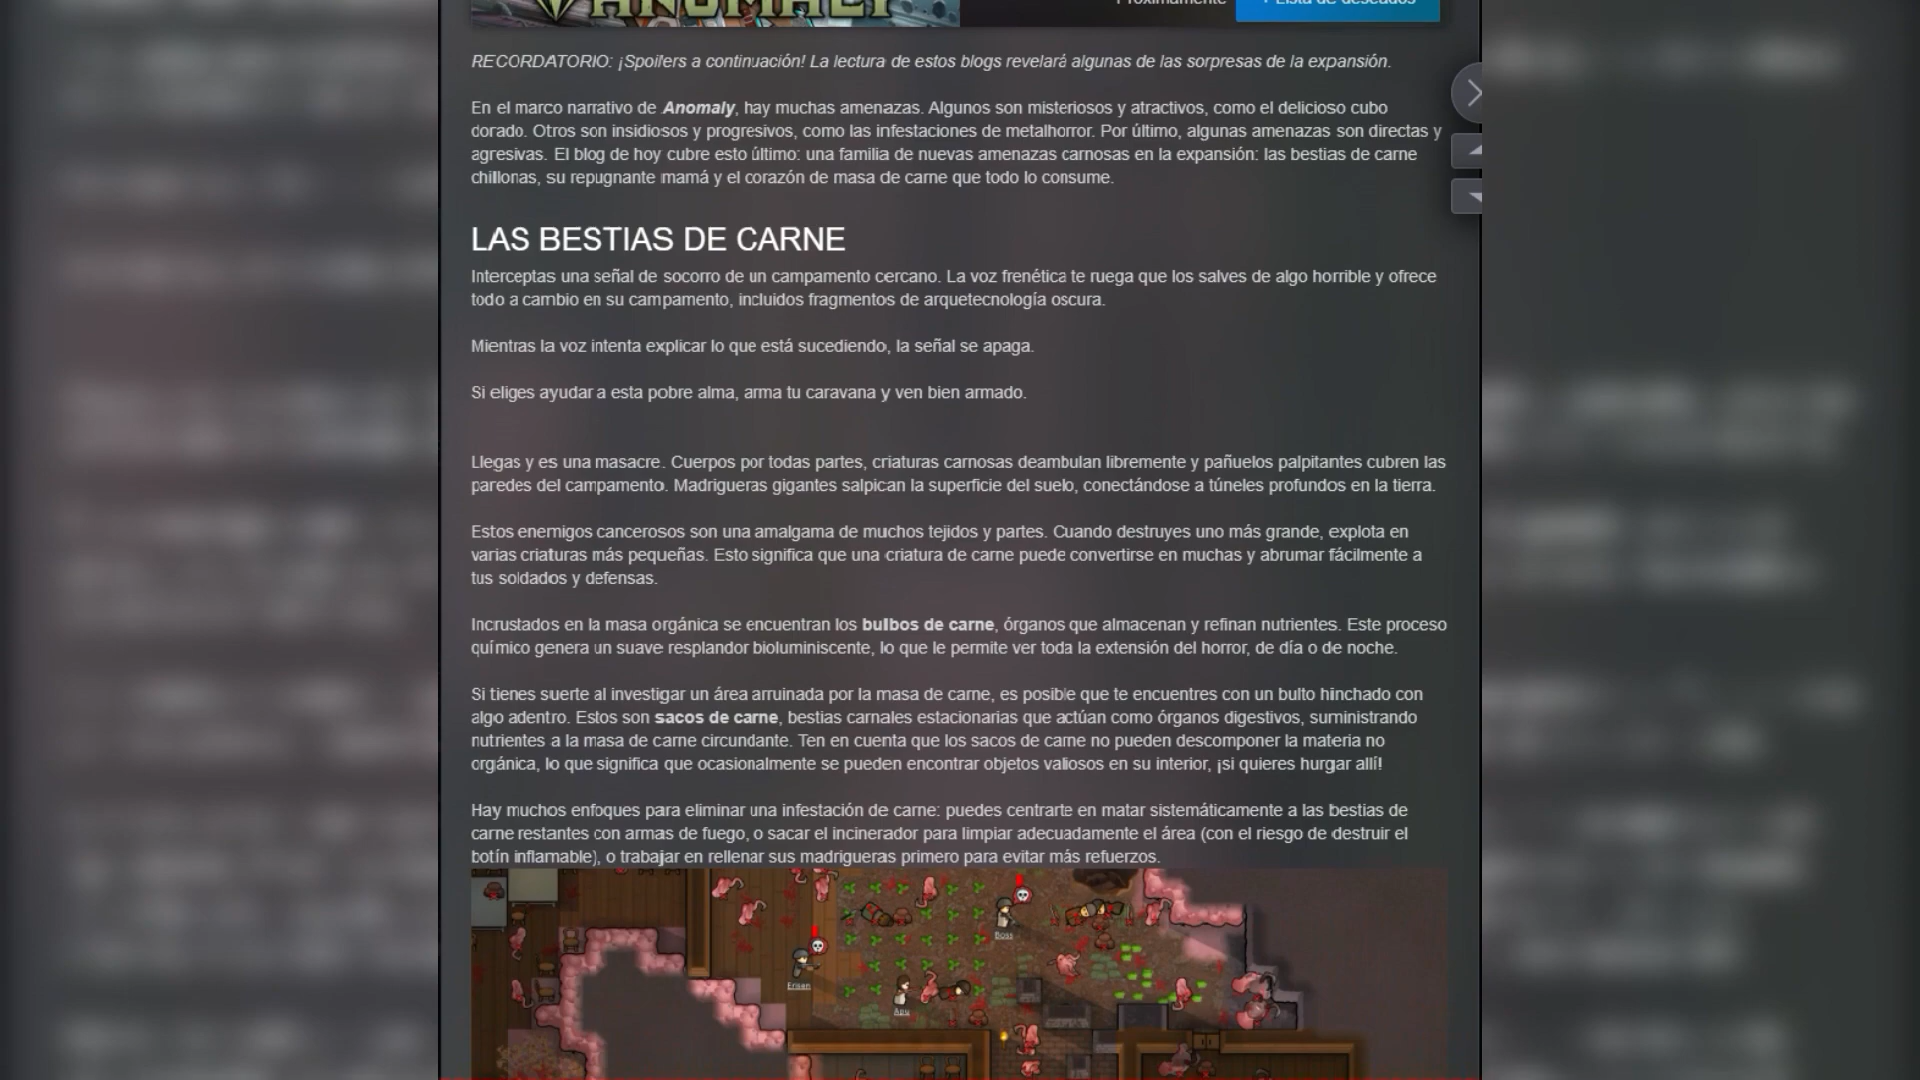 ANOMALY
Próximamente
+ Lista de deseados
RECORDATORIO: ¡Spoilers a continuación! La lectura de estos blogs revelará algunas de las sorpresas de la expansión.
En el marco narrativo de Anomaly, hay muchas amenazas. Algunos son misteriosos y atractivos, como el delicioso cubo
dorado. Otros son insidiosos y progresivos, como las infestaciones de metalhorror. Por último, algunas amenazas son directas y
agresivas. El blog de hoy cubre esto último: una familia de nuevas amenazas carnosas en la expansión: las bestias de carne
chillonas, su repugnante mamá y el corazón de masa de carne que todo lo consume.
LAS BESTIAS DE CARNE
Interceptas una señal de socorro de un campamento cercano. La voz frenética te ruega que los salves de algo horrible y ofrece
todo a cambio en su campamento, incluidos fragmentos de arquetecnología oscura.
Mientras la voz intenta explicar lo que está sucediendo, la señal se apaga.
Si eliges ayudar a esta pobre alma, arma tu caravana y ven bien armado.
Llegas y es una masacre. Cuerpos por todas partes, criaturas carnosas deambulan libremente y pañuelos palpitantes cubren las
paredes del campamento. Madrigueras gigantes salpican la superficie del suelo, conectándose a túneles profundos en la tierra.
Estos enemigos cancerosos son una amalgama de muchos tejidos y partes. Cuando destruyes uno más grande, explota en
varias criaturas más pequeñas. Esto significa que una criatura de carne puede convertirse en muchas y abrumar fácilmente a
tus soldados y defensas.
Incrustados en la masa orgánica se encuentran los bulbos de carne, órganos que almacenan y refinan nutrientes. Este proceso
químico genera un suave resplandor bioluminiscente, lo que le permite ver toda la extensión del horror, de día o de noche.
Si tienes suerte al investigar un área arruinada por la masa de carne, es posible que te encuentres con un bulto hinchado con
algo adentro. Estos son sacos de carne, bestias carnales estacionarias que actúan como órganos digestivos, suministrando
nutrientes a la masa de carne circundante. Ten en cuenta que los sacos de carne no pueden descomponer la materia no
orgánica, lo que significa que ocasionalmente se pueden encontrar objetos valiosos en su interior, ¡si quieres hurgar allí!
Hay muchos enfoques para eliminar una infestación de carne: puedes centrarte en matar sistemáticamente a las bestias de
carne restantes con armas de fuego, o sacar el incinerador para limpiar adecuadamente el área (con el riesgo de destruir el
botín inflamable), o trabajar en rellenar sus madrigueras primero para evitar más refuerzos.
Boss
Erisen
Apu